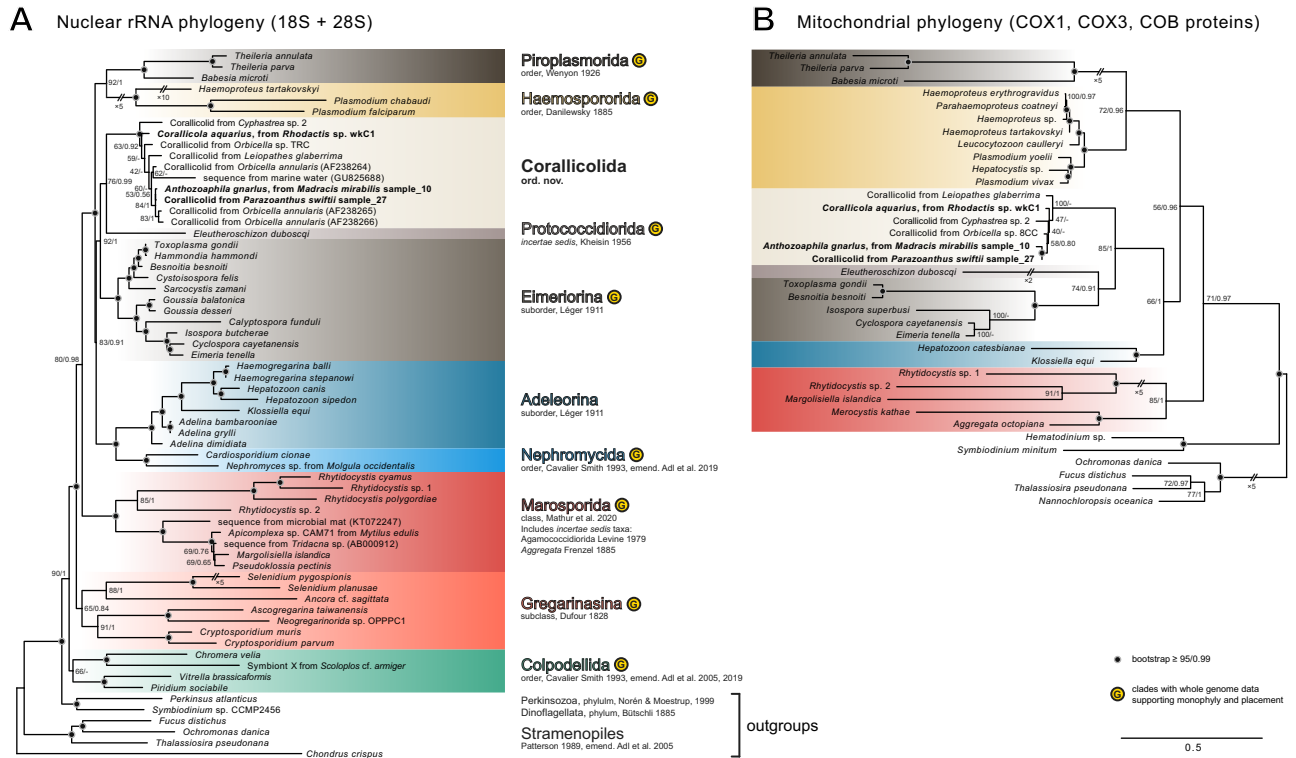 A Nuclear rRNA phylogeny (18S + 28S)
Theileria annulata
Theileria parva
Babesia microti
92/1
Haemoproteus tartakovskyi
×5
×10
Plasmodium chabaudi
Plasmodium falciparum
Corallicolid from Cyphastrea sp. 2
Corallicola aquarius, from Rhodactis sp. wkC1
63/0.92
Corallicolid from Orbicella sp. TRC
59/-
Corallicolid from Leiopathes glaberrima
42/-
Corallicolid from Orbicella annularis (AF238264)
62/-
sequence from marine water (GU825688)
76/0.99
60/-
Anthozoaphila gnarlus, from Madracis mirabilis sample_10
53/0.56
Corallicolid from Parazoanthus swiftii sample_27
84/1
Corallicolid from Orbicella annularis (AF238265)
83/1
Corallicolid from Orbicella annularis (AF238266)
Eleutheroschizon duboscqi
92/1
Toxoplasma gondii
Hammondia hammondi
Besnoitia besnoiti
Cystoisospora felis
Sarcocystis zamani
Goussia balatonica
Goussia desseri
Calyptospora funduli
Isospora butcherae
83/0.91
Cyclospora cayetanensis
Eimeria tenella
80/0.98
Haemogregarina balli
Haemogregarina stepanowi
Hepatozoon canis
Hepatozoon sipedon
Klossiella equi
Adelina bambarooniae
Adelina grylli
Adelina dimidiata
Cardiosporidium cionae
Nephromyces sp. from Molgula occidentalis
Rhytidocystis cyamus
Rhytidocystis sp. 1
85/1
Rhytidocystis polygordiae
Rhytidocystis sp. 2
sequence from microbial mat (KT072247)
Apicomplexa sp. CAM71 from Mytilus edulis
sequence from Tridacna sp. (AB000912)
69/0.76
Margolisiella islandica
69/0.65
Pseudoklossia pectinis
90/1
Selenidium pygospionis
×5
88/1
Selenidium planusae
Ancora cf. sagittata
65/0.84
Ascogregarina taiwanensis
Neogregarinorida sp. OPPPC1
91/1
Cryptosporidium muris
Cryptosporidium parvum
Chromera velia
Symbiont X from Scoloplos cf. armiger
66/-
Vitrella brassicaformis
Piridium sociabile
Perkinsus atlanticus
Symbiodinium sp. CCMP2456
Fucus distichus
Ochromonas danica
Thalassiosira pseudonana
Chondrus crispus
Piroplasmorida G
order, Wenyon 1926
Haemospororida G
order, Danilewsky 1885
Corallicolida
ord. nov.
Protococcidiorida G
incertae sedis, Kheisin 1956
Eimeriorina G
suborder, Léger 1911
Adeleorina
suborder, Léger 1911
Nephromycida G
order, Cavalier Smith 1993, emend. Adl et al. 2019
Marosporida G
class, Mathur et al. 2020
Includes incertae sedis taxa:
Agamococcidiorida Levine 1979
Aggregata Frenzel 1885
Gregarinasina G
subclass, Dufour 1828
Colpodellida G
order, Cavalier Smith 1993, emend. Adl et al. 2005, 2019
Perkinsozoa, phylulm, Norén & Moestrup, 1999
Dinoflagellata, phylum, Bütschli 1885
Stramenopiles
Patterson 1989, emend. Adl et al. 2005
outgroups
B Mitochondrial phylogeny (COX1, COX3, COB proteins)
Theileria annulata
Theileria parva
×5
Babesia microti
Haemoproteus erythrogravidus
100/0.97
Parahaemoproteus coatneyi
72/0.96
Haemoproteus sp.
Haemoproteus tartakovskyi
Leucocytozoon caulleryi
Plasmodium yoelii
Hepatocystis sp.
Plasmodium vivax
Corallicolid from Leiopathes glaberrima
100/-
Corallicola aquarius, from Rhodactis sp. wkC1
56/0.96
Corallicolid from Cyphastrea sp. 2
47/-
Corallicolid from Orbicella sp. 8CC
40/-
Anthozoaphila gnarlus, from Madracis mirabilis sample_10
58/0.80
85/1
Corallicolid from Parazoanthus swiftii sample_27
Eleutheroschizon duboscqi
×2
Toxoplasma gondii
74/0.91
Besnoitia besnoiti
66/1
71/0.97
Isospora superbusi
100/-
Cyclospora cayetanensis
Eimeria tenella
100/-
Hepatozoon catesbianae
Klossiella equi
Rhytidocystis sp. 1
Rhytidocystis sp. 2
×5
91/1
Margolisiella islandica
85/1
Merocystis kathae
Aggregata octopiana
Hematodinium sp.
Symbiodinium minitum
Ochromonas danica
Fucus distichus
×5
72/0.97
Thalassiosira pseudonana
77/1
Nannochloropsis oceanica
bootstrap ≥ 95/0.99
G clades with whole genome data
supporting monophyly and placement
0.5